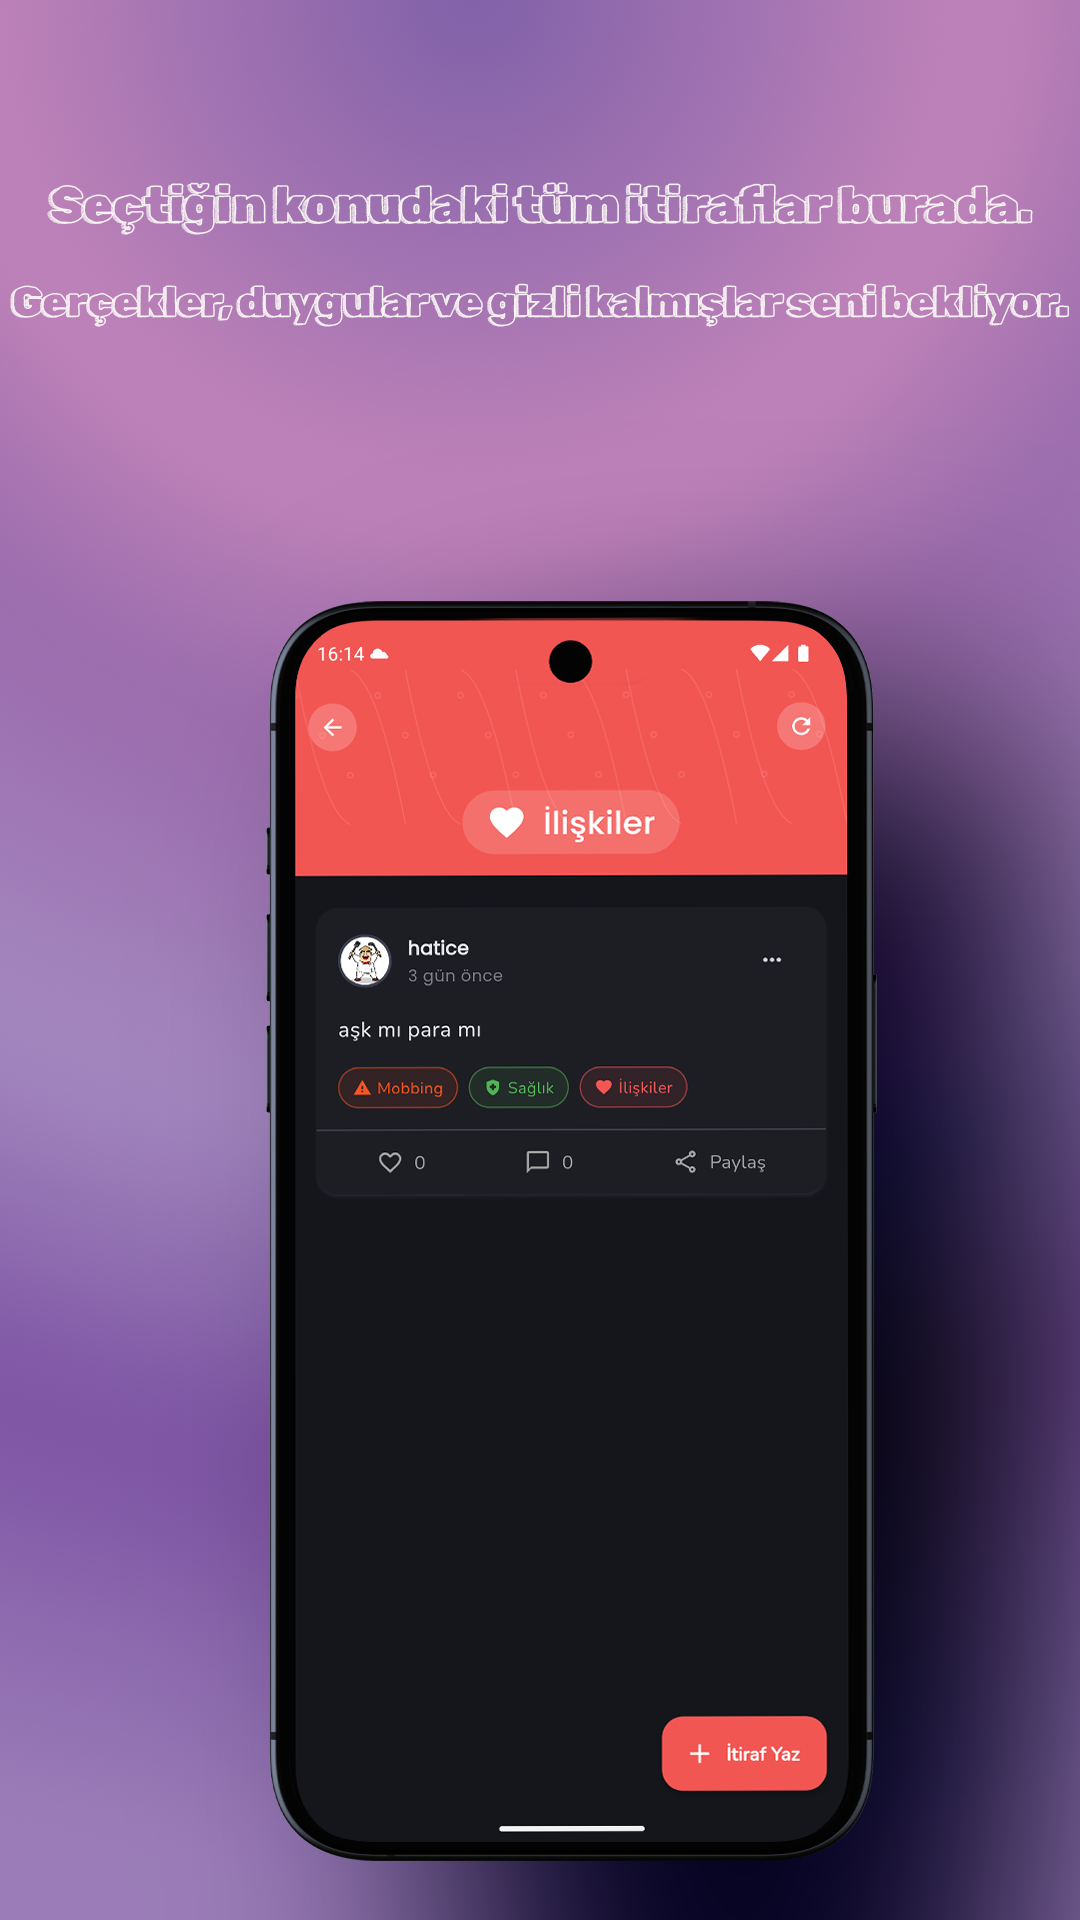 Seçtiğin konudaki tüm itiraflar burada.
Gerçekler, duygular ve gizli kalmışlar seni bekliyor.
16:14
İlişkiler
hatice
3 gün önce
aşk mı para mı
Mobbing Sağlık İlişkiler
0 0 Paylaş
İtiraf Yaz